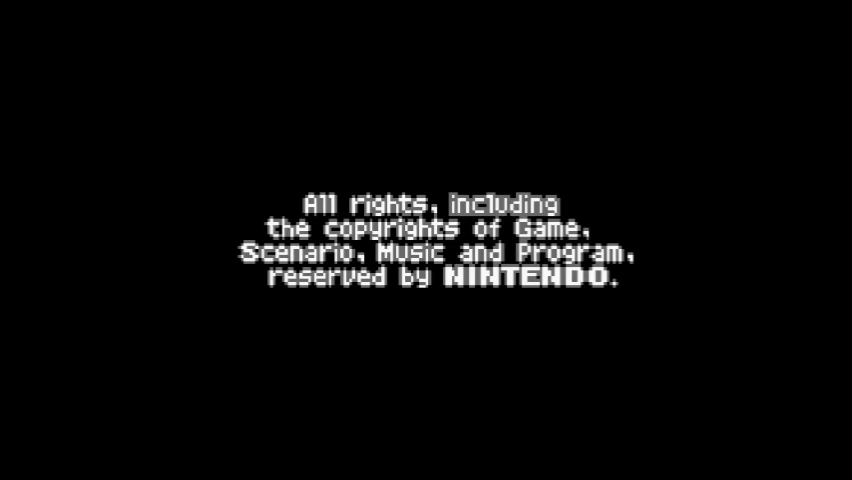 All rights, including
the copyrights of Game,
Scenario, Music and Program,
reserved by NINTENDO.